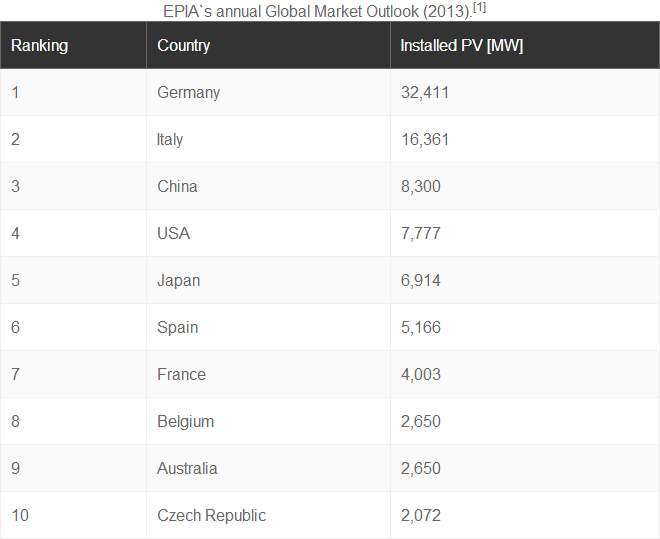 EPIA`s annual Global Market Outlook (2013).[1]
Ranking Country Installed PV [MW]
1 Germany 32,411
2 Italy 16,361
3 China 8,300
4 USA 7,777
5 Japan 6,914
6 Spain 5,166
7 France 4,003
8 Belgium 2,650
9 Australia 2,650
10 Czech Republic 2,072